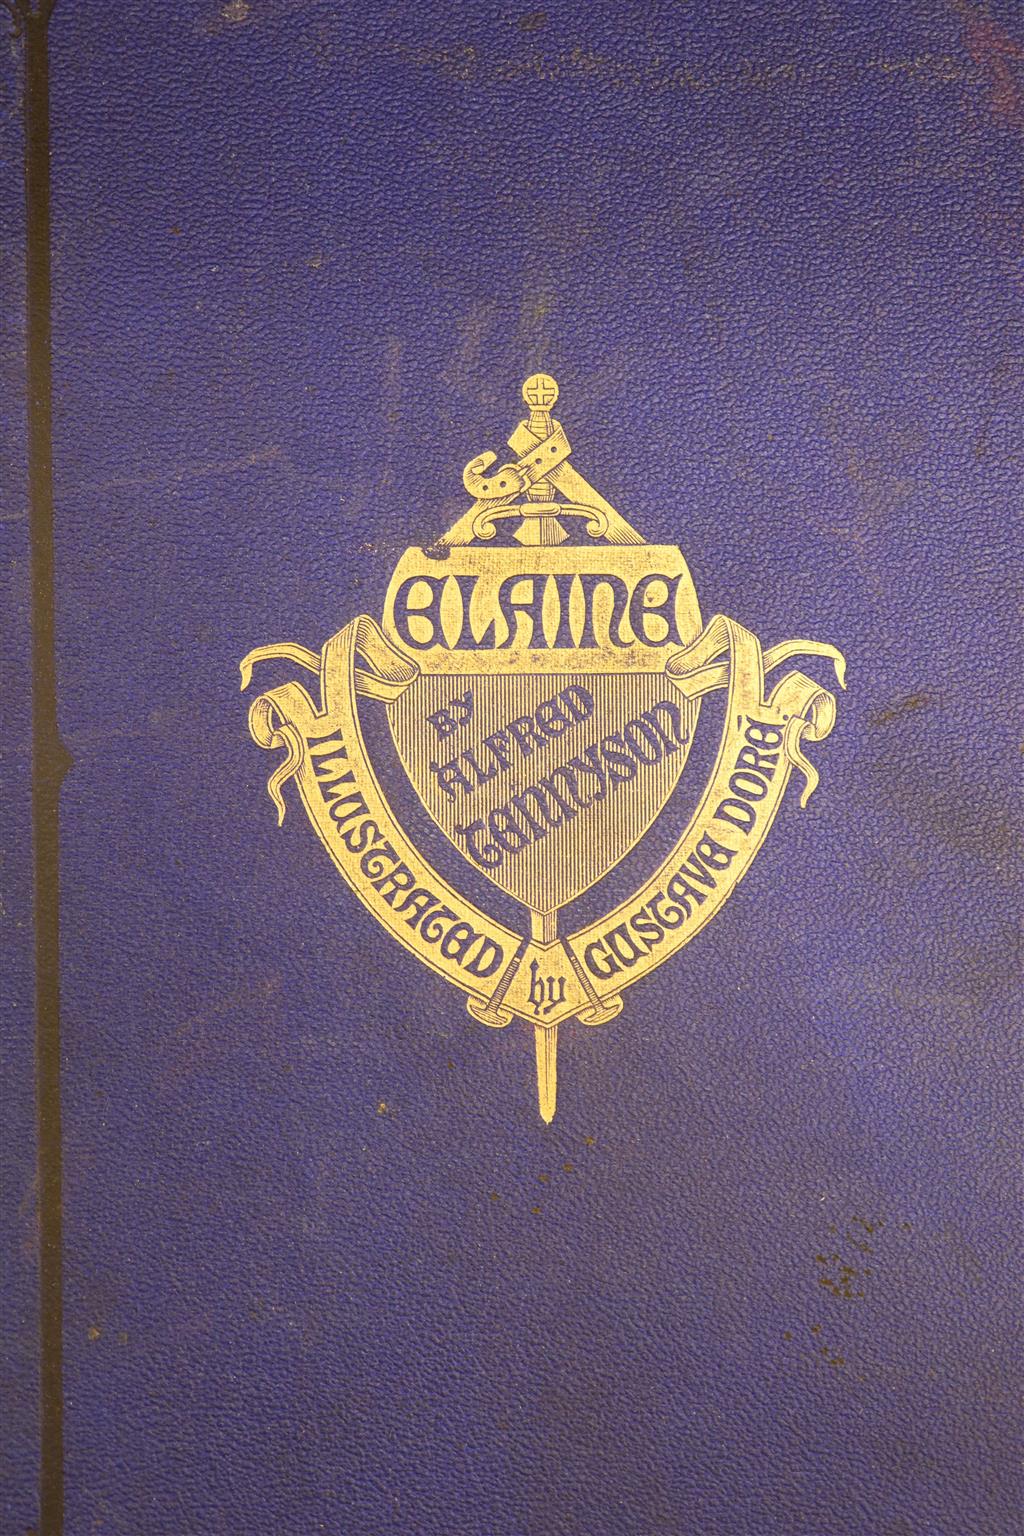 ELAINE
BY
ALFRED
TENNYSON
ILLUSTRATED
by
GUSTAVE DORÉ.